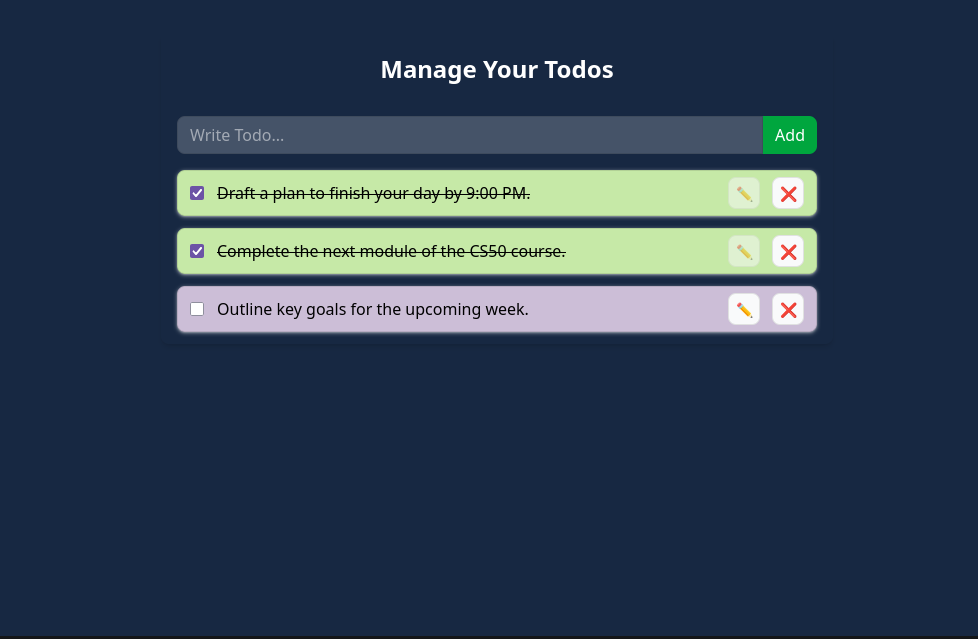 Manage Your Todos
Write Todo...
Add
Draft a plan to finish your day by 9:00 PM.
Complete the next module of the CS50 course.
Outline key goals for the upcoming week.